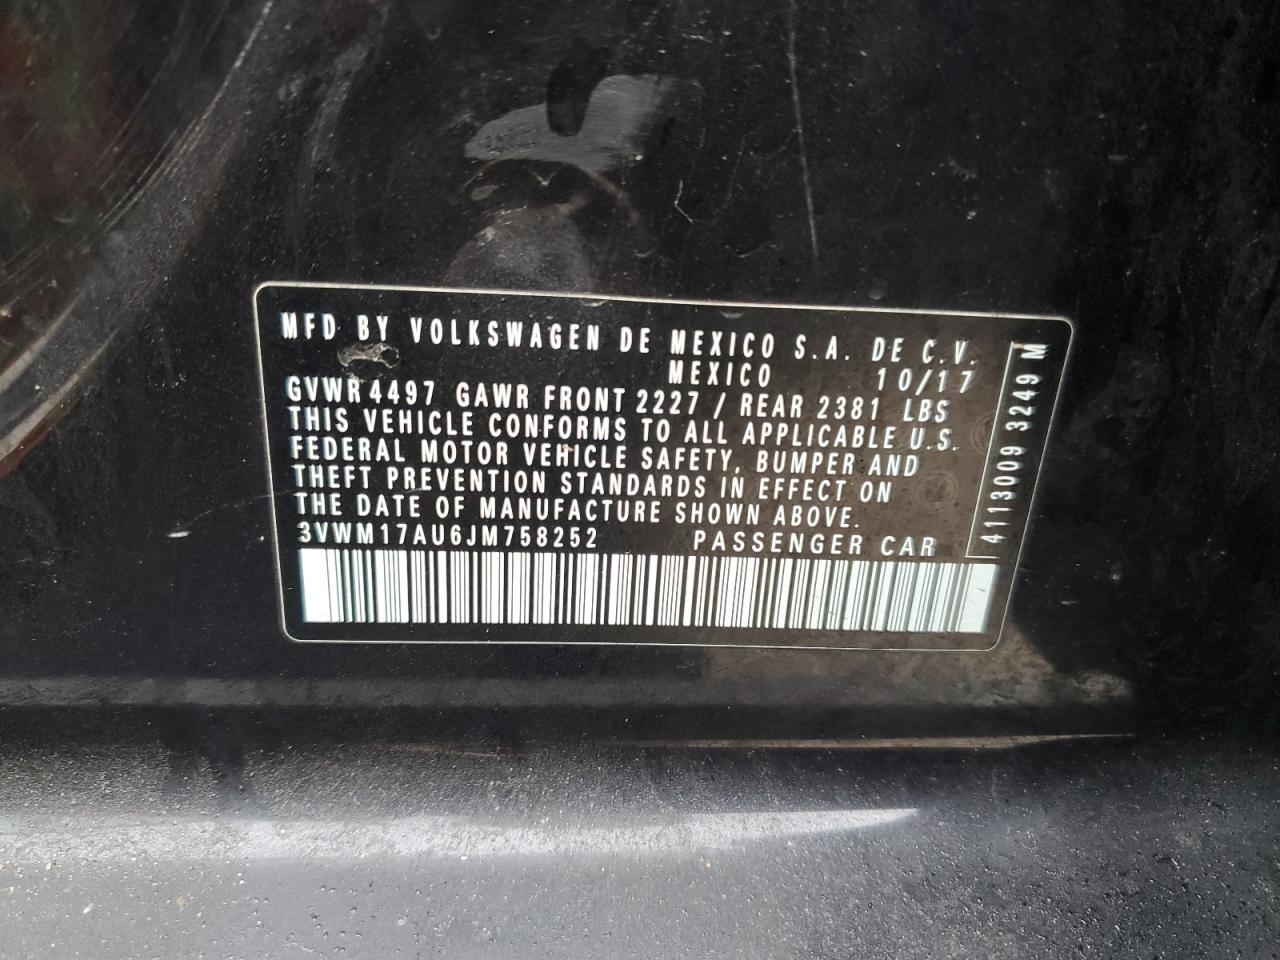 MFD BY VOLKSWAGEN DE MEXICO S.A. DE C.V.
MEXICO 10/17
GVWR 4497 GAWR FRONT 2227 / REAR 2381 LBS
THIS VEHICLE CONFORMS TO ALL APPLICABLE U.S.
FEDERAL MOTOR VEHICLE SAFETY, BUMPER AND
THEFT PREVENTION STANDARDS IN EFFECT ON
THE DATE OF MANUFACTURE SHOWN ABOVE.
3VWM17AU6JM758252 PASSENGER CAR
4113009 3249 M